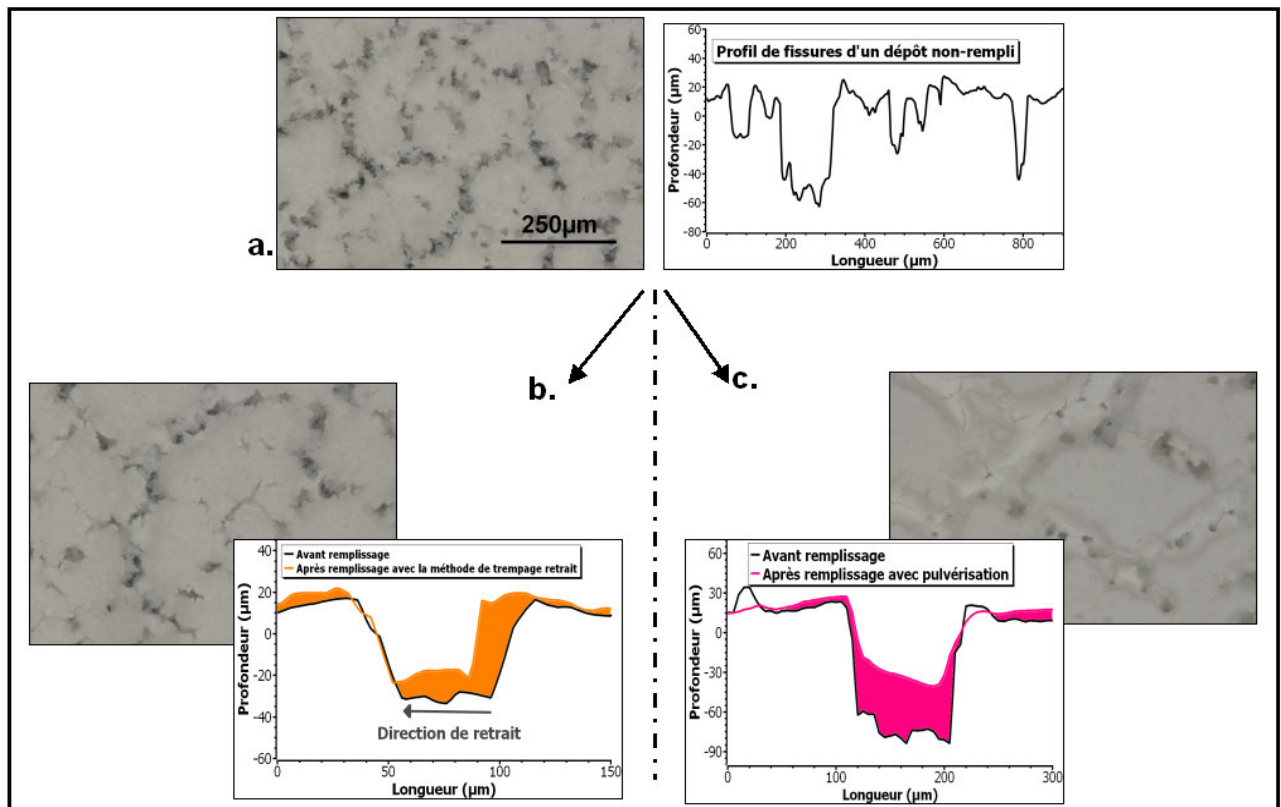 Profil de fissures d'un dépôt non-rempli
Profondeur (µm)
60
40
20
0
-20
-40
-60
-80
0
200
400
600
800
Longueur (µm)
250µm
a.
b.
c.
Avant remplissage
Après remplissage avec la méthode de trempage retrait
Profondeur (µm)
40
20
0
-20
-40
-60
Direction de retrait
0
50
100
150
Longueur (µm)
Avant remplissage
Après remplissage avec pulvérisation
Profondeur (µm)
60
30
0
-30
-60
-90
0
100
200
300
Longueur (µm)